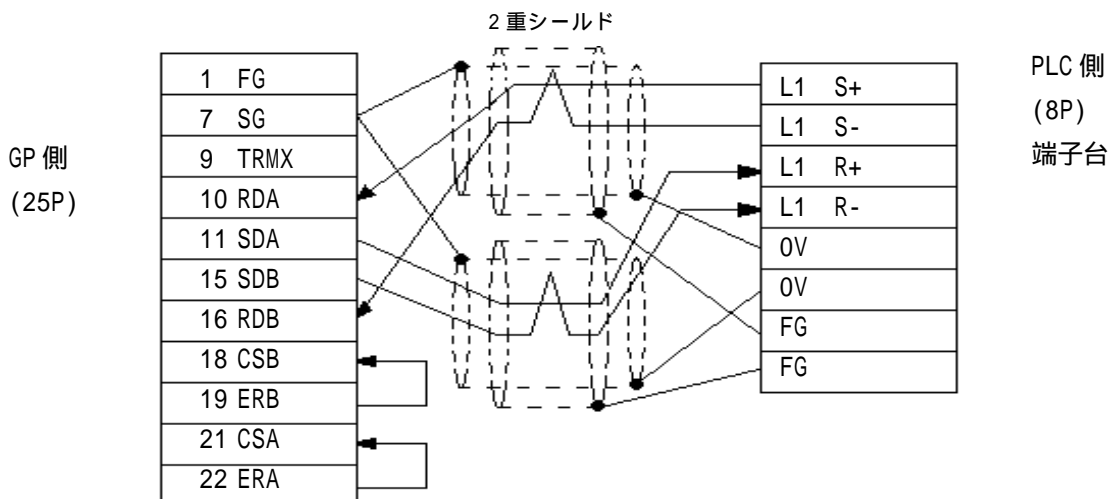 2重シールド
GP側
(25P)
1 FG
7 SG
9 TRMX
10 RDA
11 SDA
15 SDB
16 RDB
18 CSB
19 ERB
21 CSA
22 ERA
L1 S+
L1 S-
L1 R+
L1 R-
0V
0V
FG
FG
PLC側
(8P)
端子台